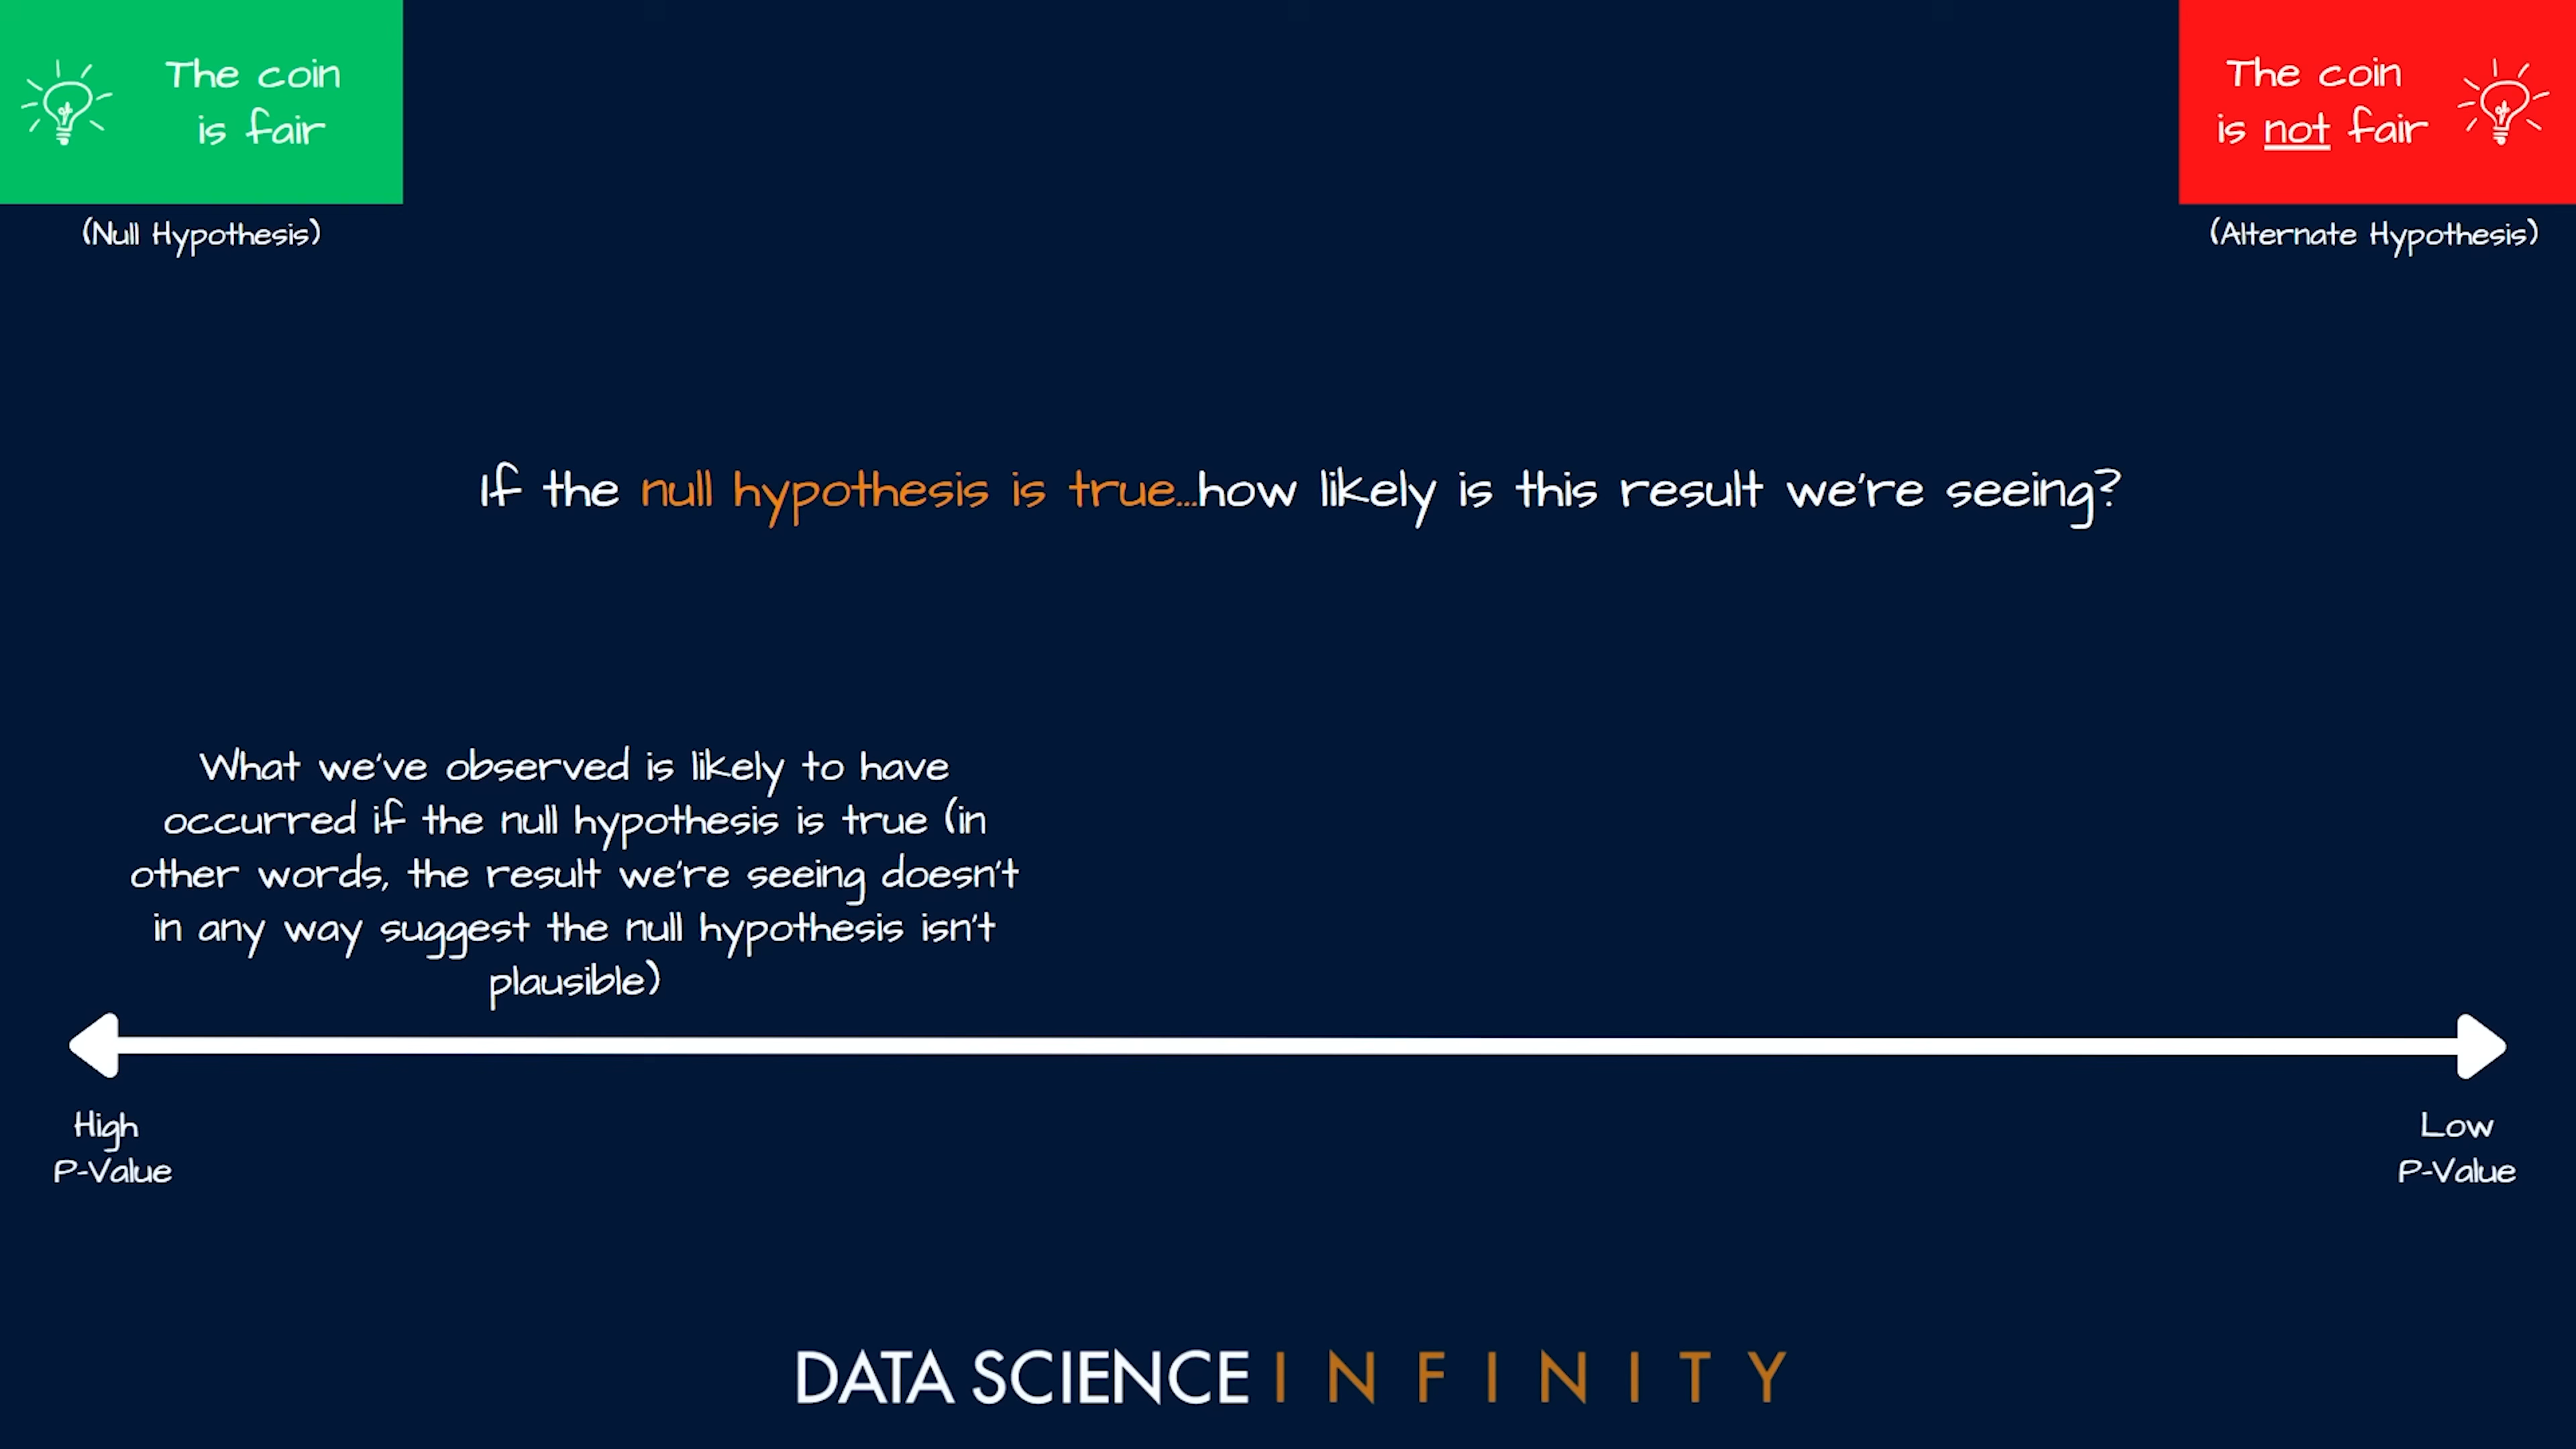 The coin
is fair
(Null Hypothesis)
The coin
is not fair
(Alternate Hypothesis)
If the null hypothesis is true...how likely is this result we're seeing?
What we've observed is likely to have
occurred if the null hypothesis is true (in
other words, the result we're seeing doesn't
in any way suggest the null hypothesis isn't
plausible)
High
P-Value
Low
P-Value
DATA SCIENCE INFINITY